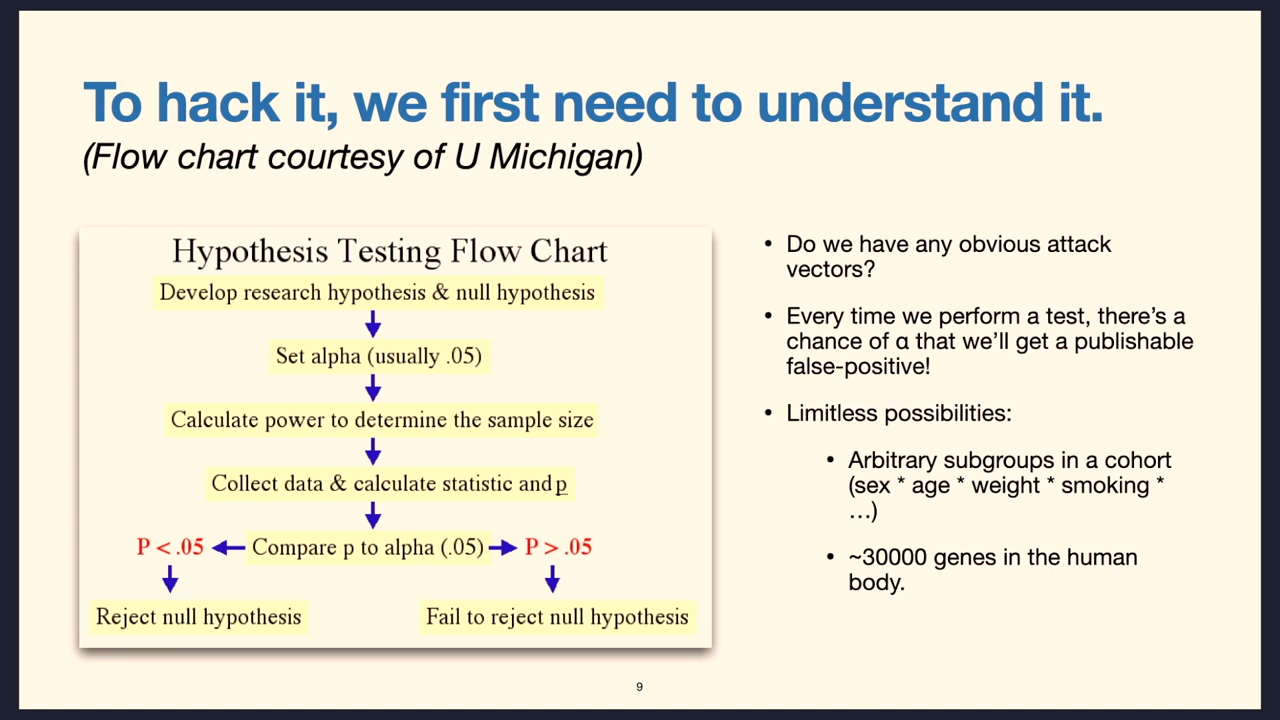 To hack it, we first need to understand it.
(Flow chart courtesy of U Michigan)
Hypothesis Testing Flow Chart
Develop research hypothesis & null hypothesis
Set alpha (usually .05)
Calculate power to determine the sample size
Collect data & calculate statistic and p
P < .05
Compare p to alpha (.05)
P > .05
Reject null hypothesis
Fail to reject null hypothesis
• Do we have any obvious attack
vectors?
• Every time we perform a test, there’s a
chance of α that we’ll get a publishable
false-positive!
• Limitless possibilities:
• Arbitrary subgroups in a cohort
(sex * age * weight * smoking *
…)
• ~30000 genes in the human
body.
9